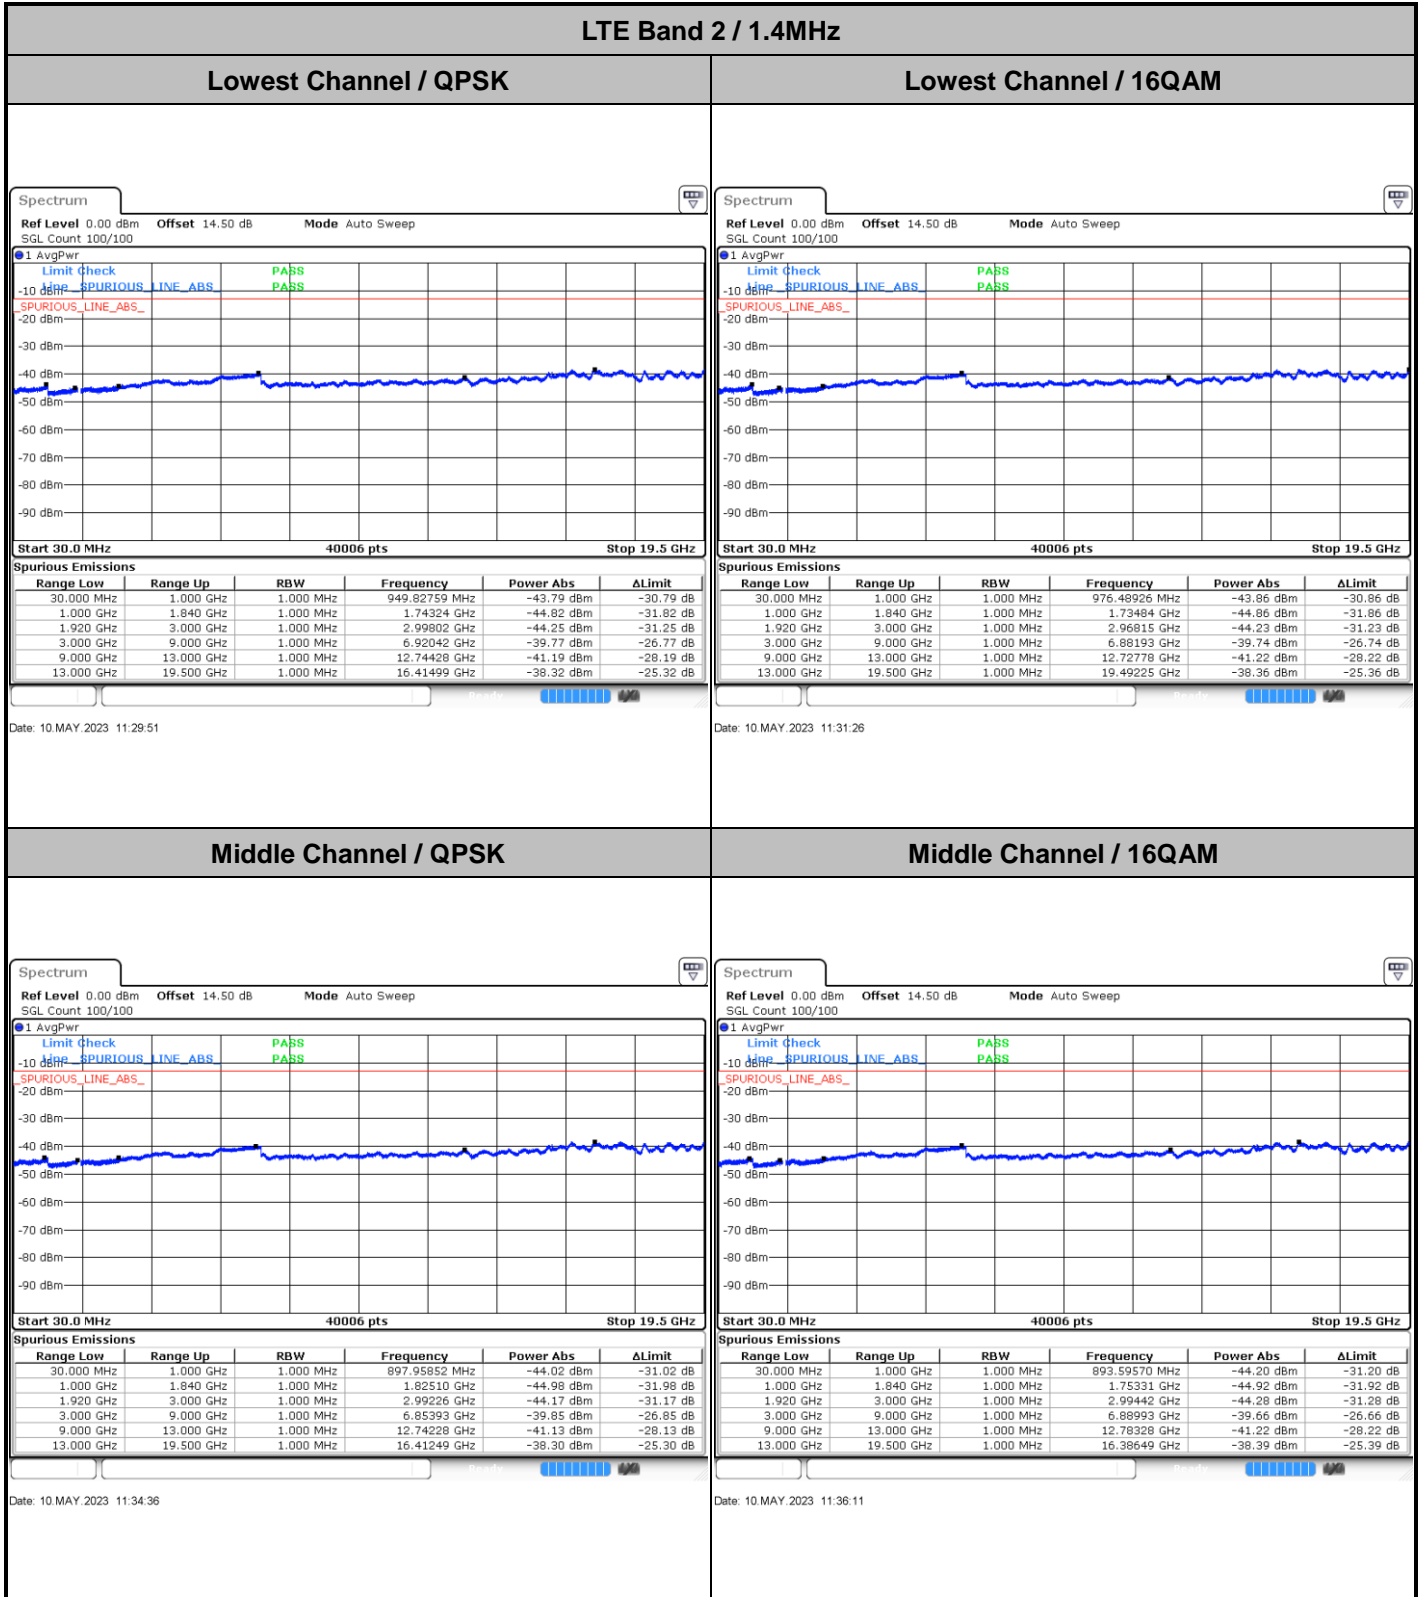 LTE Band 2 / 1.4MHz
Lowest Channel / QPSK
Lowest Channel / 16QAM
Spectrum
Ref Level 0.00 dBm Offset 14.50 dB Mode Auto Sweep
SGL Count 100/100
1 AvgPwr
Limit Check PASS
Line _SPURIOUS_LINE_ABS_ PASS
-10 dBm
_SPURIOUS_LINE_ABS_
-20 dBm
-30 dBm
-40 dBm
-50 dBm
-60 dBm
-70 dBm
-80 dBm
-90 dBm
Start 30.0 MHz 40006 pts Stop 19.5 GHz
Spurious Emissions
Range Low Range Up RBW Frequency Power Abs ΔLimit
30.000 MHz 1.000 GHz 1.000 MHz 949.82759 MHz -43.79 dBm -30.79 dB
1.000 GHz 1.840 GHz 1.000 MHz 1.74324 GHz -44.82 dBm -31.82 dB
1.920 GHz 3.000 GHz 1.000 MHz 2.99802 GHz -44.25 dBm -31.25 dB
3.000 GHz 9.000 GHz 1.000 MHz 6.92042 GHz -39.77 dBm -26.77 dB
9.000 GHz 13.000 GHz 1.000 MHz 12.74428 GHz -41.19 dBm -28.19 dB
13.000 GHz 19.500 GHz 1.000 MHz 16.41499 GHz -38.32 dBm -25.32 dB
Ready
Date: 10.MAY.2023 11:29:51
Spectrum
Ref Level 0.00 dBm Offset 14.50 dB Mode Auto Sweep
SGL Count 100/100
1 AvgPwr
Limit Check PASS
Line _SPURIOUS_LINE_ABS_ PASS
-10 dBm
_SPURIOUS_LINE_ABS_
-20 dBm
-30 dBm
-40 dBm
-50 dBm
-60 dBm
-70 dBm
-80 dBm
-90 dBm
Start 30.0 MHz 40006 pts Stop 19.5 GHz
Spurious Emissions
Range Low Range Up RBW Frequency Power Abs ΔLimit
30.000 MHz 1.000 GHz 1.000 MHz 976.48926 MHz -43.86 dBm -30.86 dB
1.000 GHz 1.840 GHz 1.000 MHz 1.73484 GHz -44.86 dBm -31.86 dB
1.920 GHz 3.000 GHz 1.000 MHz 2.96815 GHz -44.23 dBm -31.23 dB
3.000 GHz 9.000 GHz 1.000 MHz 6.88193 GHz -39.74 dBm -26.74 dB
9.000 GHz 13.000 GHz 1.000 MHz 12.72778 GHz -41.22 dBm -28.22 dB
13.000 GHz 19.500 GHz 1.000 MHz 19.49225 GHz -38.36 dBm -25.36 dB
Ready
Date: 10.MAY.2023 11:31:26
Middle Channel / QPSK
Middle Channel / 16QAM
Spectrum
Ref Level 0.00 dBm Offset 14.50 dB Mode Auto Sweep
SGL Count 100/100
1 AvgPwr
Limit Check PASS
Line _SPURIOUS_LINE_ABS_ PASS
-10 dBm
_SPURIOUS_LINE_ABS_
-20 dBm
-30 dBm
-40 dBm
-50 dBm
-60 dBm
-70 dBm
-80 dBm
-90 dBm
Start 30.0 MHz 40006 pts Stop 19.5 GHz
Spurious Emissions
Range Low Range Up RBW Frequency Power Abs ΔLimit
30.000 MHz 1.000 GHz 1.000 MHz 897.95852 MHz -44.02 dBm -31.02 dB
1.000 GHz 1.840 GHz 1.000 MHz 1.82510 GHz -44.98 dBm -31.98 dB
1.920 GHz 3.000 GHz 1.000 MHz 2.99226 GHz -44.17 dBm -31.17 dB
3.000 GHz 9.000 GHz 1.000 MHz 6.85393 GHz -39.85 dBm -26.85 dB
9.000 GHz 13.000 GHz 1.000 MHz 12.74228 GHz -41.13 dBm -28.13 dB
13.000 GHz 19.500 GHz 1.000 MHz 16.41249 GHz -38.30 dBm -25.30 dB
Ready
Date: 10.MAY.2023 11:34:36
Spectrum
Ref Level 0.00 dBm Offset 14.50 dB Mode Auto Sweep
SGL Count 100/100
1 AvgPwr
Limit Check PASS
Line _SPURIOUS_LINE_ABS_ PASS
-10 dBm
_SPURIOUS_LINE_ABS_
-20 dBm
-30 dBm
-40 dBm
-50 dBm
-60 dBm
-70 dBm
-80 dBm
-90 dBm
Start 30.0 MHz 40006 pts Stop 19.5 GHz
Spurious Emissions
Range Low Range Up RBW Frequency Power Abs ΔLimit
30.000 MHz 1.000 GHz 1.000 MHz 893.59570 MHz -44.20 dBm -31.20 dB
1.000 GHz 1.840 GHz 1.000 MHz 1.75331 GHz -44.92 dBm -31.92 dB
1.920 GHz 3.000 GHz 1.000 MHz 2.99442 GHz -44.28 dBm -31.28 dB
3.000 GHz 9.000 GHz 1.000 MHz 6.88993 GHz -39.66 dBm -26.66 dB
9.000 GHz 13.000 GHz 1.000 MHz 12.78328 GHz -41.22 dBm -28.22 dB
13.000 GHz 19.500 GHz 1.000 MHz 16.38649 GHz -38.39 dBm -25.39 dB
Ready
Date: 10.MAY.2023 11:36:11